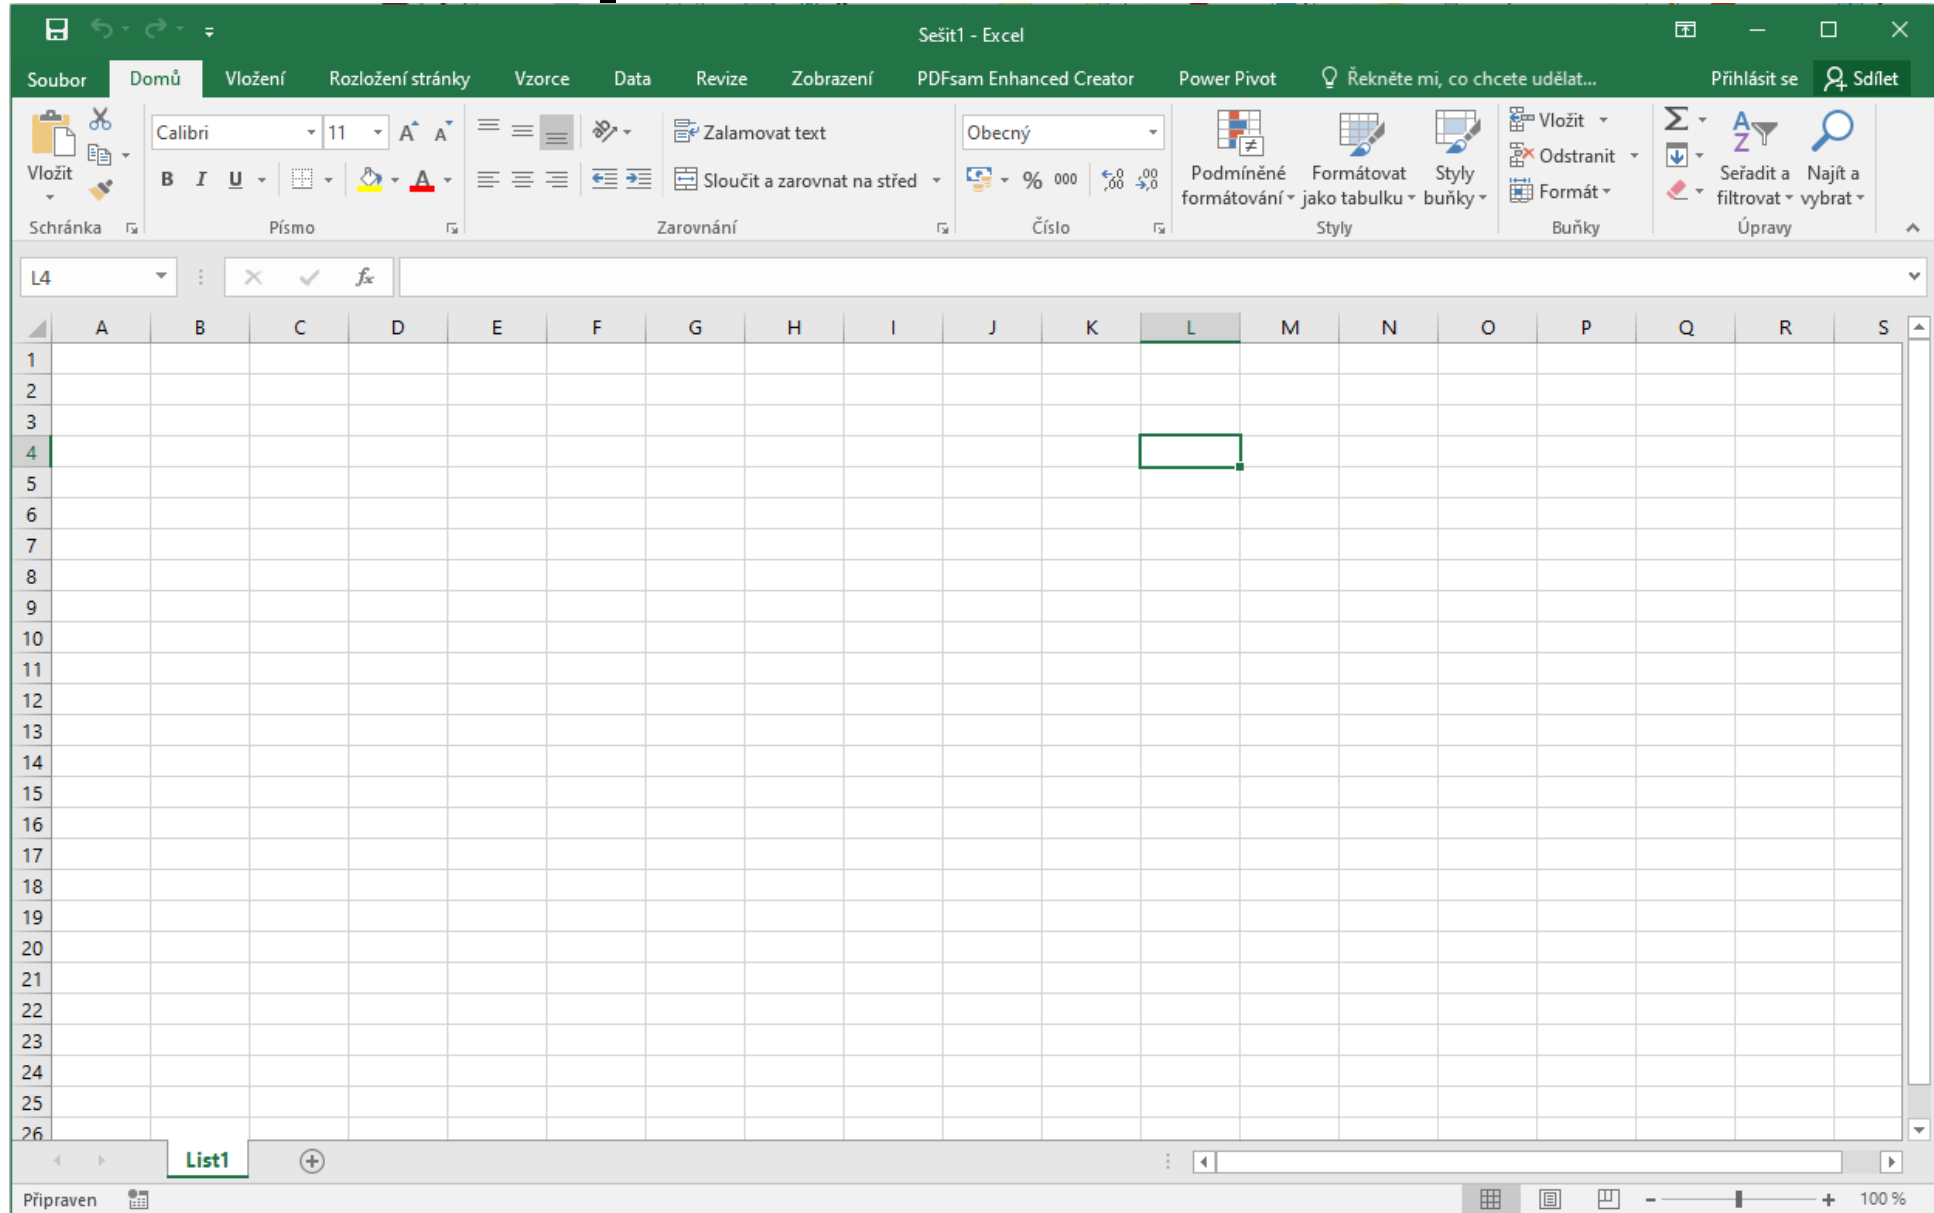 Sešit1 - Excel
Soubor Domů Vložení Rozložení stránky Vzorce Data Revize Zobrazení PDFsam Enhanced Creator Power Pivot Řekněte mi, co chcete udělat... Přihlásit se Sdílet
Vložit
Schránka
Calibri 11
B I U
Písmo
Zalamovat text
Sloučit a zarovnat na střed
Zarovnání
Obecný
% 000
Číslo
Podmíněné formátování
Formátovat jako tabulku
Styly buňky
Styly
Vložit
Odstranit
Formát
Buňky
Seřadit a filtrovat
Najít a vybrat
Úpravy
L4 fx
A B C D E F G H I J K L M N O P Q R S
1
2
3
4
5
6
7
8
9
10
11
12
13
14
15
16
17
18
19
20
21
22
23
24
25
26
List1
Připraven 100 %